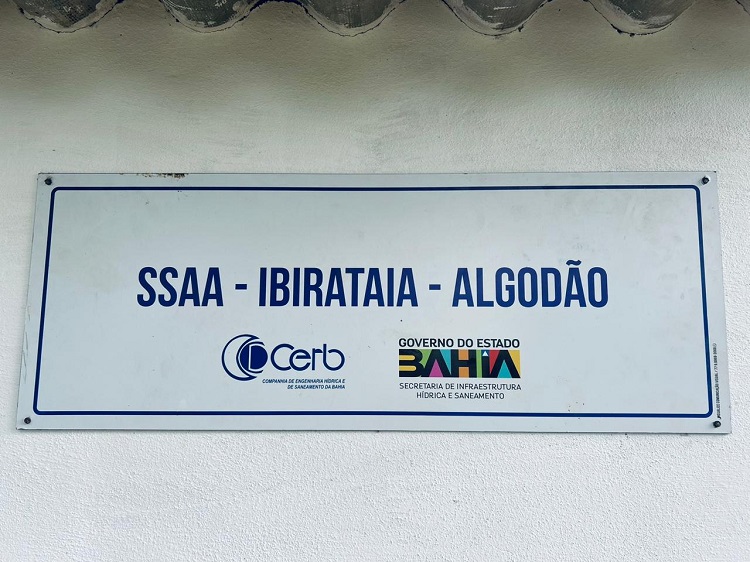 SSAA - IBIRATAIA - ALGODÃO
Cerb
COMPANHIA DE ENGENHARIA HÍDRICA E
DE SANEAMENTO DA BAHIA
GOVERNO DO ESTADO
BAHIA
SECRETARIA DE INFRAESTRUTURA
HÍDRICA E SANEAMENTO